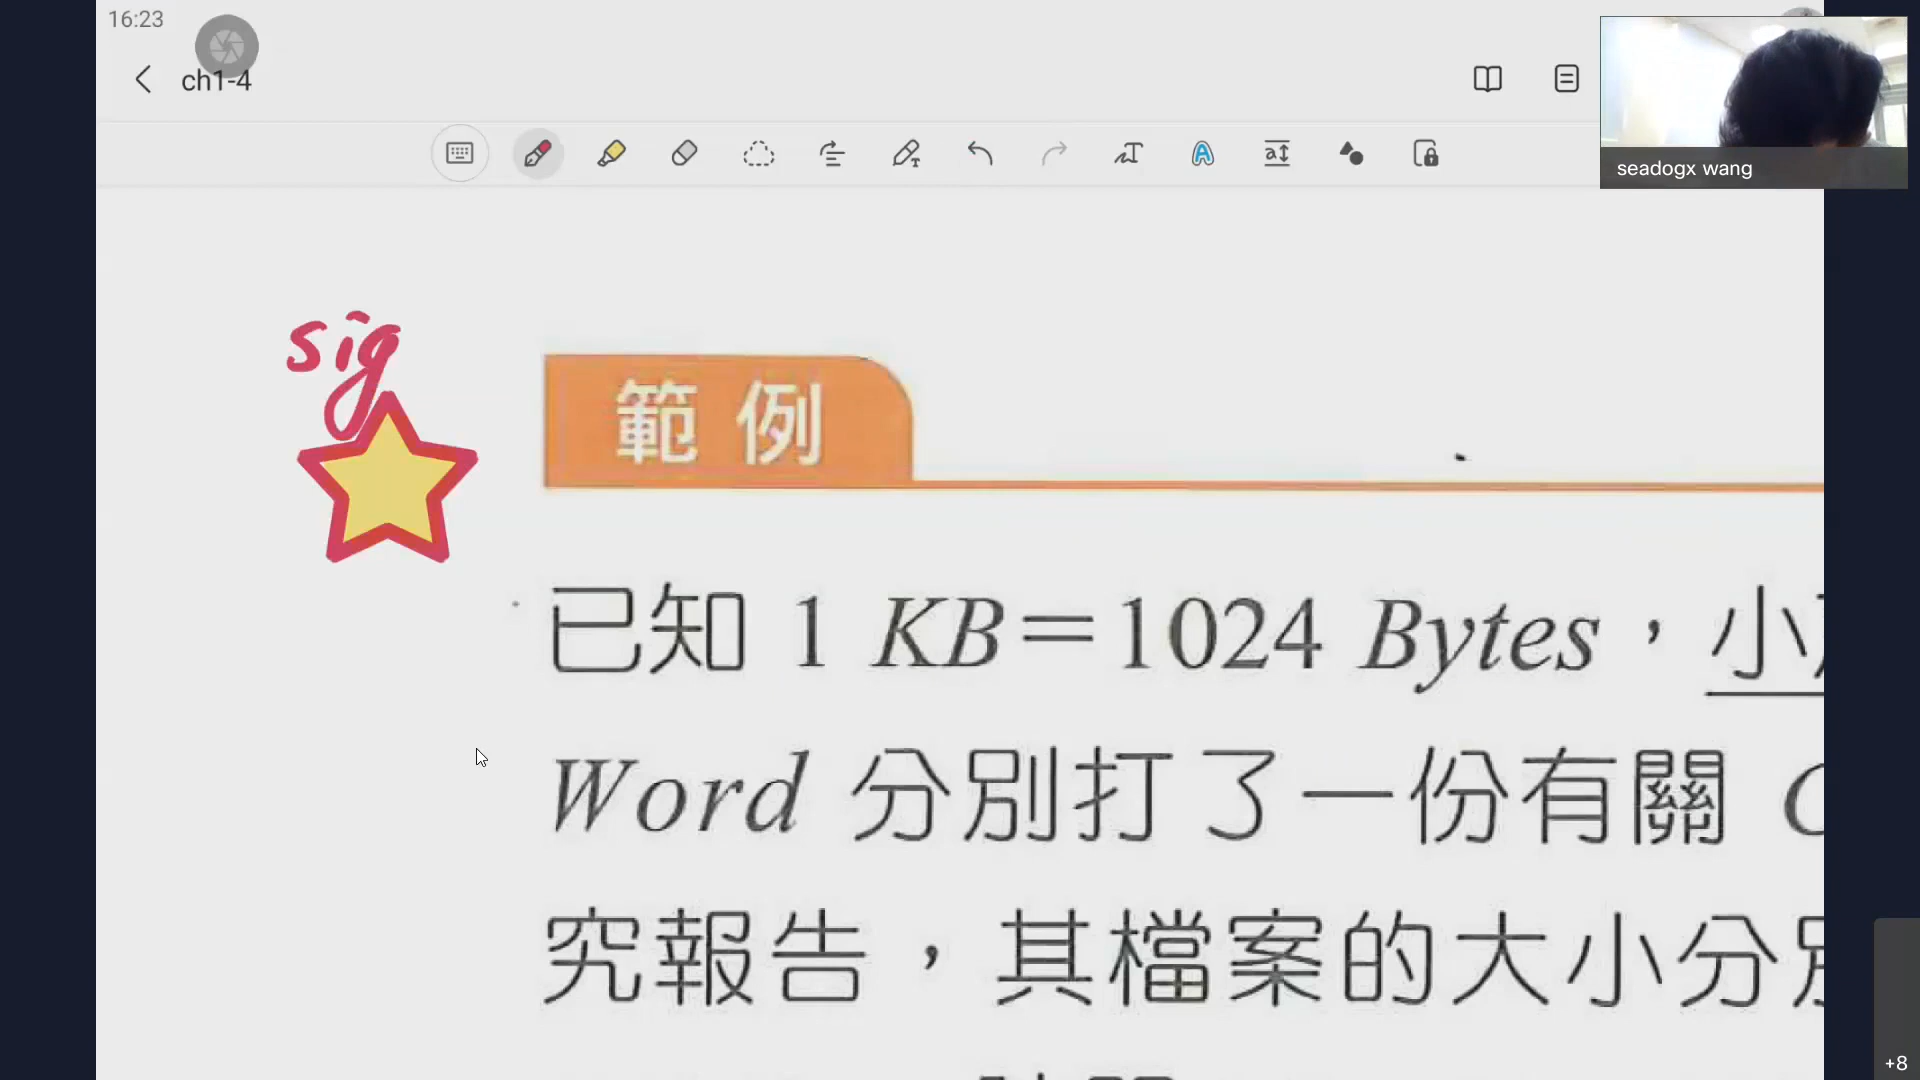 16:23
ch1-4
seadogx wang
sig
範例
已知 1 KB＝1024 Bytes，小
Word 分別打了一份有關
究報告，其檔案的大小分
+8